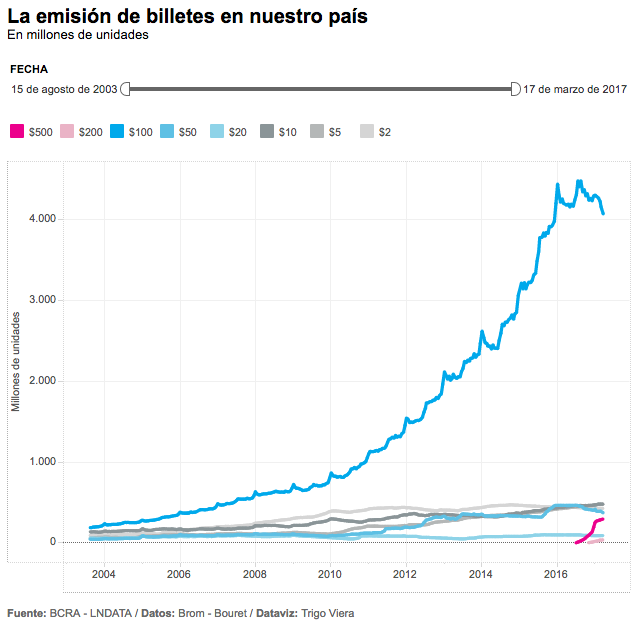 La emisión de billetes en nuestro país
En millones de unidades
FECHA
15 de agosto de 2003 17 de marzo de 2017
$500 $200 $100 $50 $20 $10 $5 $2
Millones de unidades
4.000
3.000
2.000
1.000
0
2004 2006 2008 2010 2012 2014 2016
Fuente: BCRA - LNDATA / Datos: Brom - Bouret / Dataviz: Trigo Viera